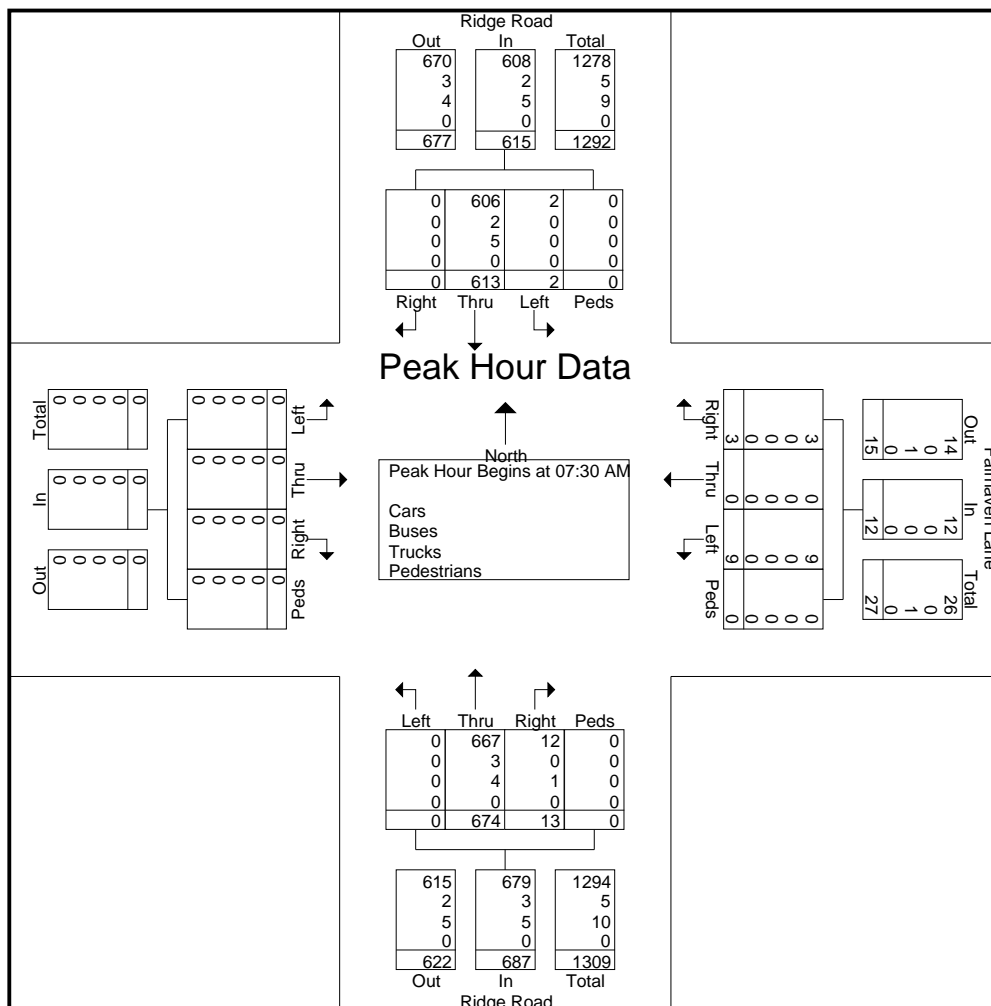 Ridge Road
Out In Total
670 608 1278
3 2 5
4 5 9
0 0 0
677 615 1292
0 606 2 0
0 2 0 0
0 5 0 0
0 0 0 0
0 613 2 0
Right Thru Left Peds
Peak Hour Data
North
Peak Hour Begins at 07:30 AM
Cars
Buses
Trucks
Pedestrians
Total
0 0 0 0 0
In
0 0 0 0 0
Out
0 0 0 0 0
Left
0 0 0 0 0
Thru
0 0 0 0 0
Right
0 0 0 0 0
Peds
0 0 0 0 0
Right
3 0 0 0 3
Thru
0 0 0 0 0
Left
9 0 0 0 9
Peds
0 0 0 0 0
Out
15 0 1 0 14
In
12 0 0 0 12
Total
27 0 1 0 26
Lane
Left Thru Right Peds
0 667 12 0
0 3 0 0
0 4 1 0
0 0 0 0
0 674 13 0
615 679 1294
2 3 5
5 5 10
0 0 0
622 687 1309
Out In Total
Ridge Road